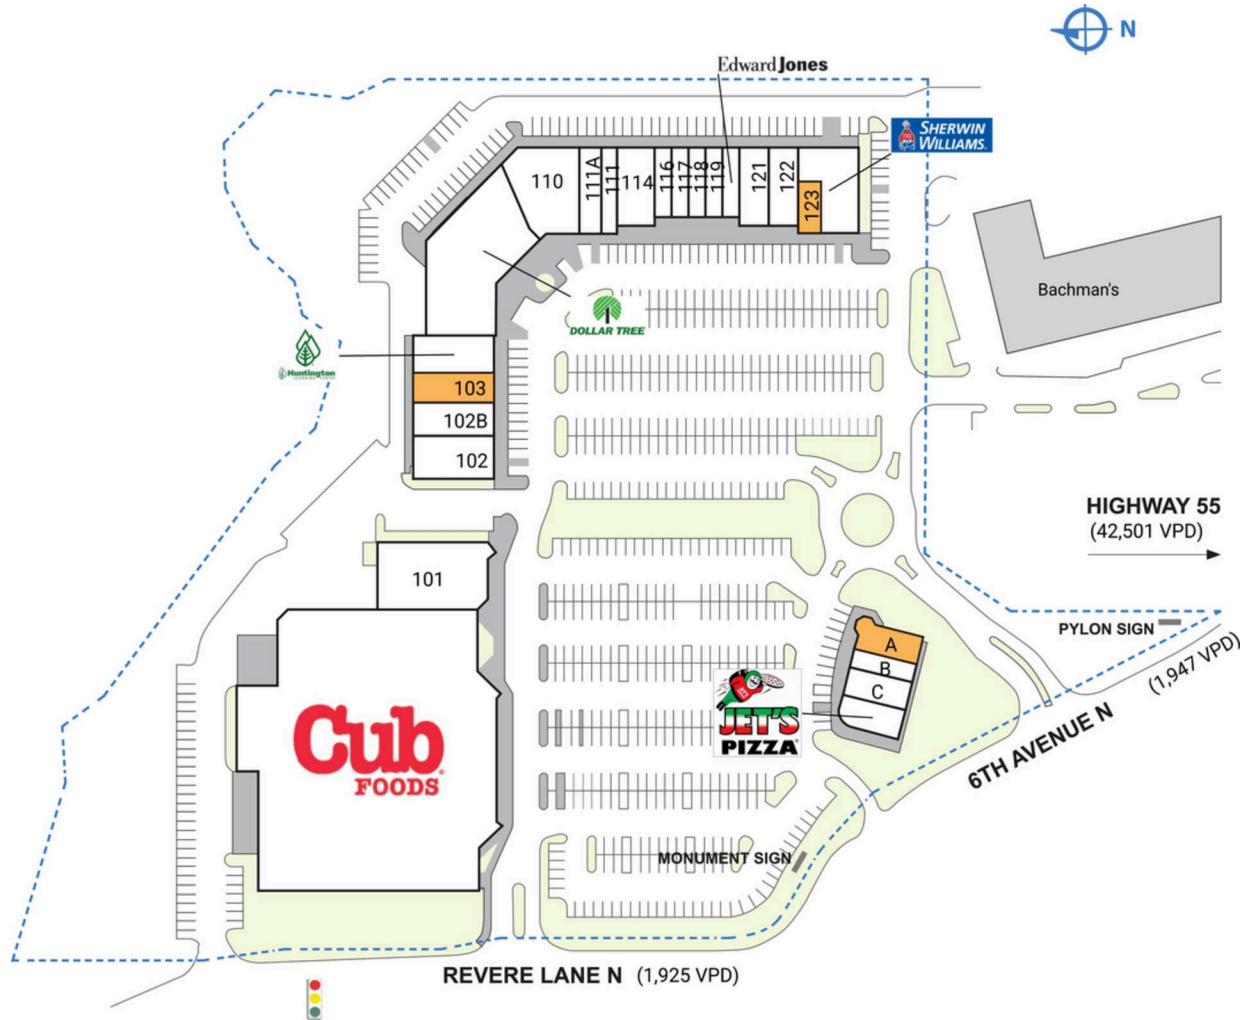 N
Edward Jones
SHERWIN
WILLIAMS.
110
111A
111
114
116
117
118
119
121
122
123
Bachman's
DOLLAR TREE
Huntington
LEARNING CENTER
103
102B
102
HIGHWAY 55
(42,501 VPD)
101
PYLON SIGN
(1,947 VPD)
A
B
C
JET'S
PIZZA
6TH AVENUE N
Cub
FOODS
MONUMENT SIGN
REVERE LANE N (1,925 VPD)